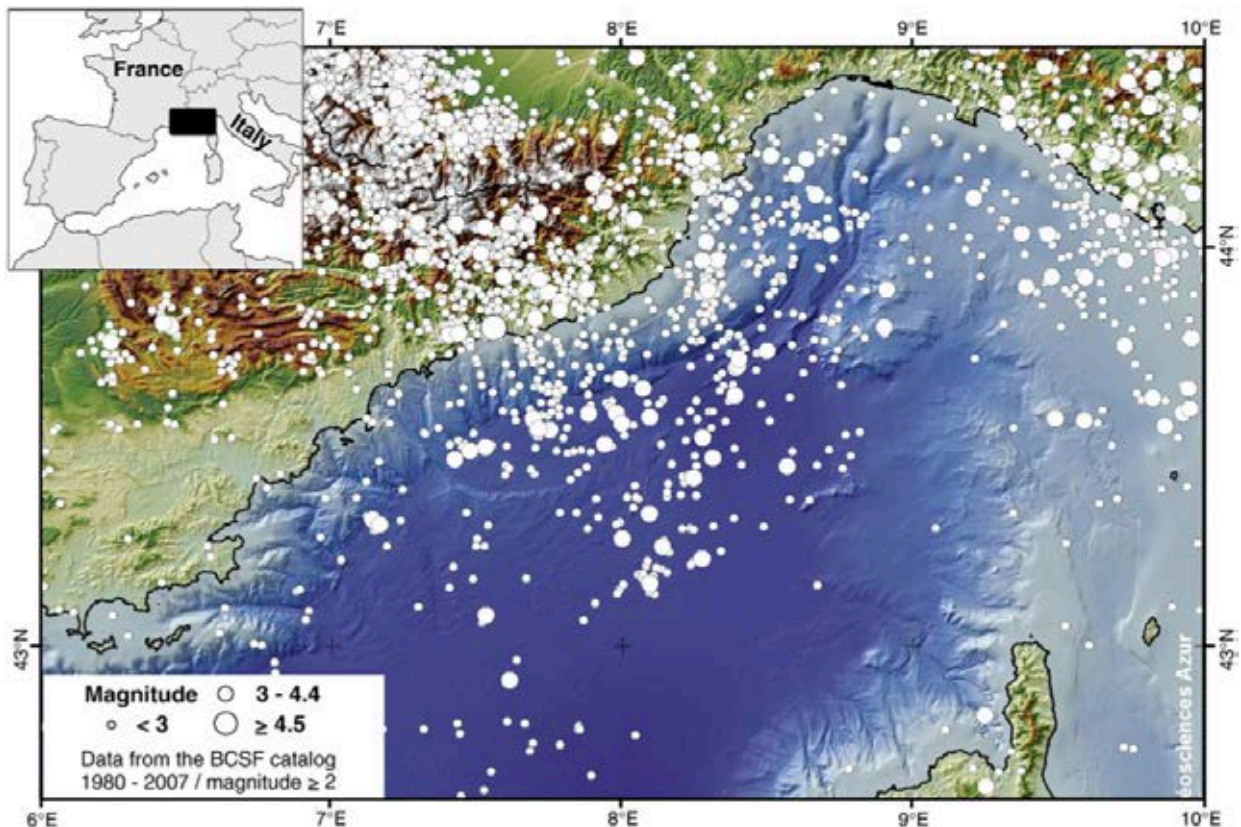 7°E
8°E
9°E
10°E
France
Italy
44°N
44°N
43°N
43°N
Magnitude
3 - 4.4
< 3
≥ 4.5
Data from the BCSF catalog
1980 - 2007 / magnitude ≥ 2
eosciences Azur
6°E
7°E
8°E
9°E
10°E